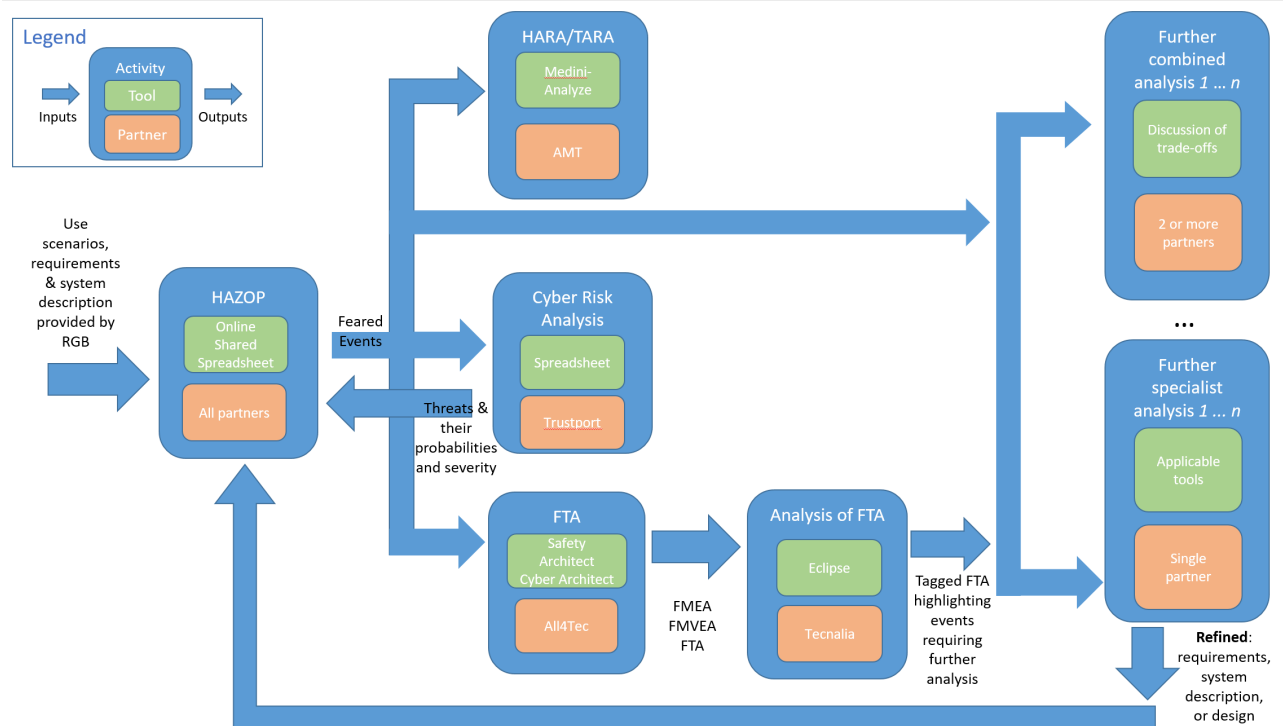 Legend
Activity
Tool
Partner
Inputs
Outputs
HARA/TARA
Medini-
Analyze
AMT
Further
combined
analysis 1 ... n
Discussion of
trade-offs
2 or more
partners
...
Use
scenarios,
requirements
& system
description
provided by
RGB
HAZOP
Online
Shared
Spreadsheet
All partners
Feared
Events
Cyber Risk
Analysis
Spreadsheet
Trustport
Threats &
their
probabilities
and severity
FTA
Safety
Architect
Cyber Architect
All4Tec
FMEA
FMVEA
FTA
Analysis of FTA
Eclipse
Tecnalia
Tagged FTA
highlighting
events
requiring
further
analysis
Further
specialist
analysis 1 ... n
Applicable
tools
Single
partner
Refined:
requirements,
system
description,
or design